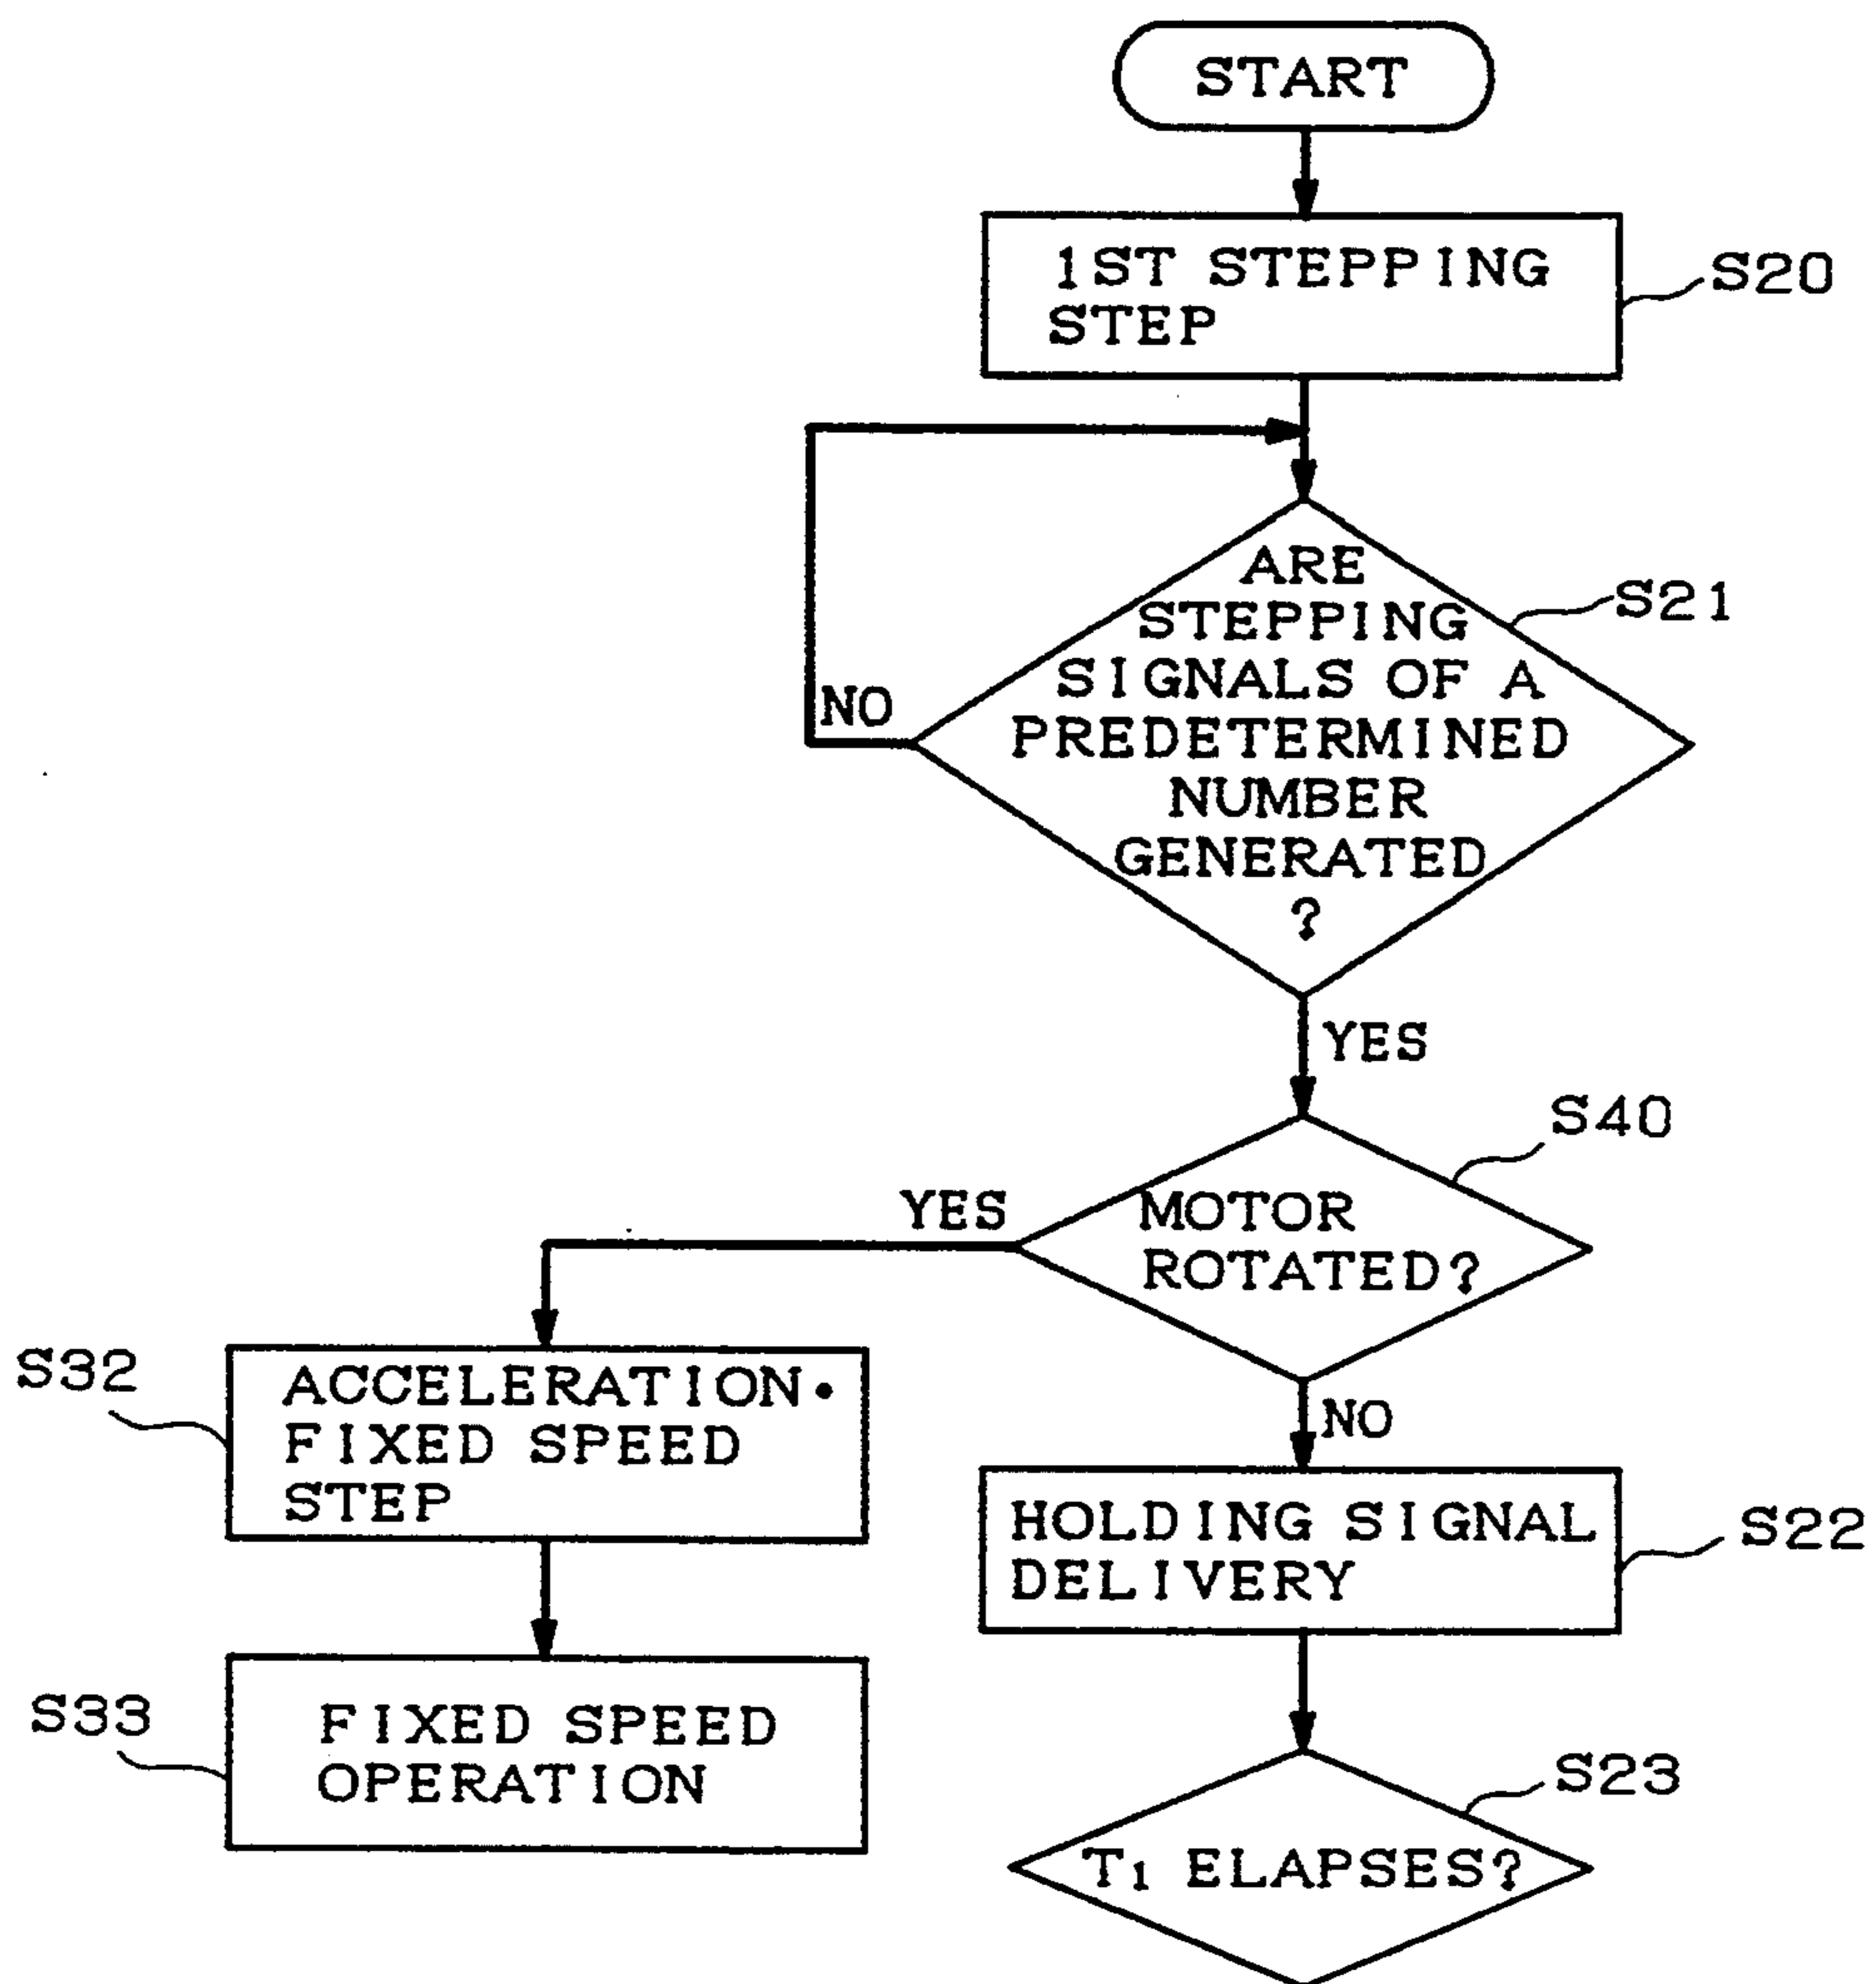 START
1ST STEPPING
STEP
S20
ARE
STEPPING
SIGNALS OF A
PREDETERMINED
NUMBER
GENERATED
?
S21
NO
YES
S40
MOTOR
ROTATED?
YES
NO
S32
ACCELERATION•
FIXED SPEED
STEP
HOLDING SIGNAL
DELIVERY
S22
S33
FIXED SPEED
OPERATION
S23
T1 ELAPSES?